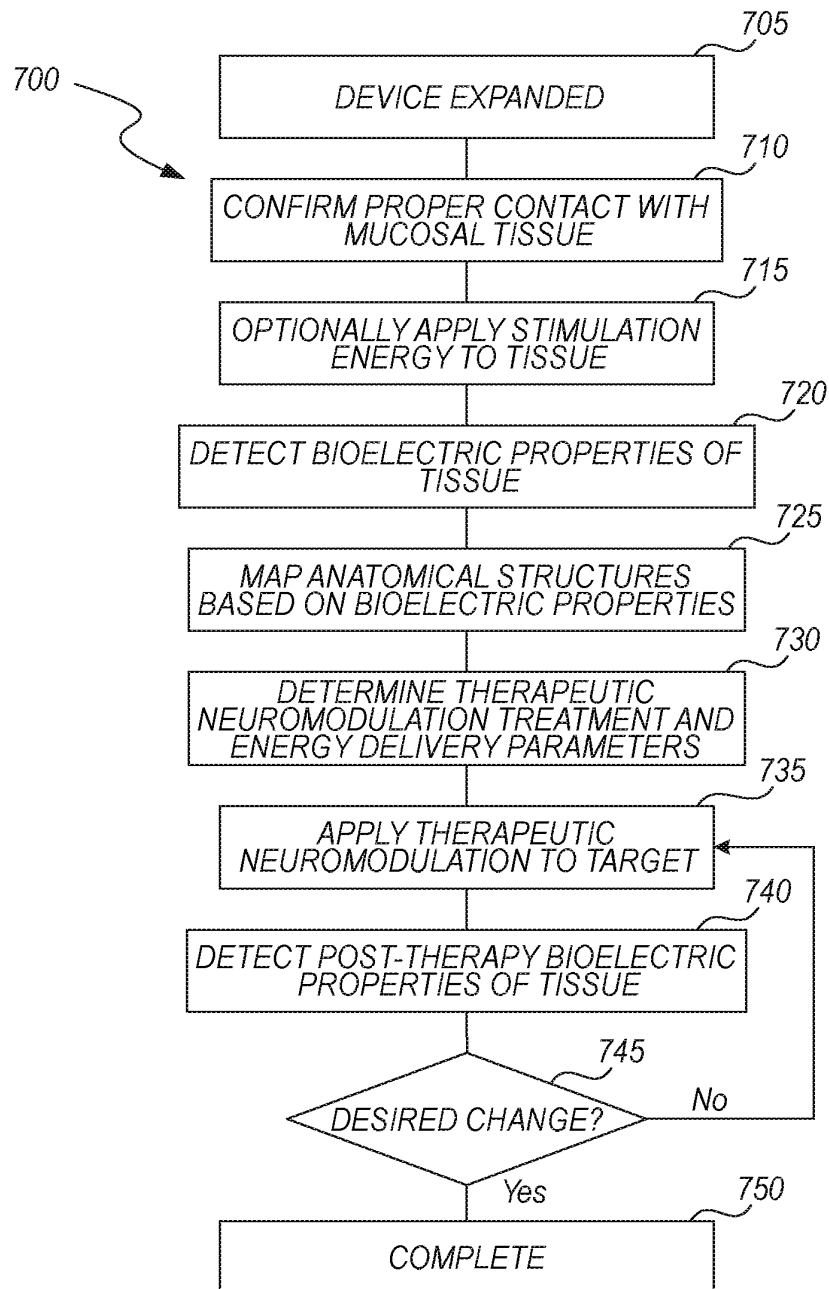 705
700
DEVICE EXPANDED
710
CONFIRM PROPER CONTACT WITH
MUCOSAL TISSUE
715
OPTIONALLY APPLY STIMULATION
ENERGY TO TISSUE
720
DETECT BIOELECTRIC PROPERTIES OF
TISSUE
725
MAP ANATOMICAL STRUCTURES
BASED ON BIOELECTRIC PROPERTIES
730
DETERMINE THERAPEUTIC
NEUROMODULATION TREATMENT AND
ENERGY DELIVERY PARAMETERS
735
APPLY THERAPEUTIC
NEUROMODULATION TO TARGET
740
DETECT POST-THERAPY BIOELECTRIC
PROPERTIES OF TISSUE
745
DESIRED CHANGE?
No
Yes
750
COMPLETE